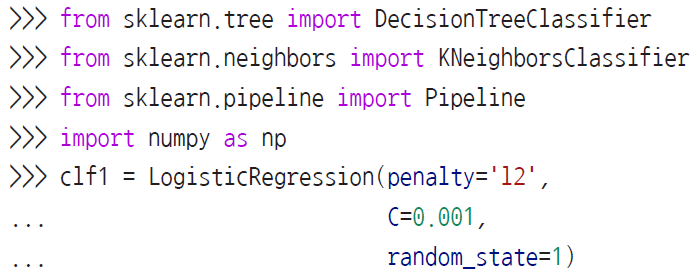 >>> from sklearn.tree import DecisionTreeClassifier
>>> from sklearn.neighbors import KNeighborsClassifier
>>> from sklearn.pipeline import Pipeline
>>> import numpy as np
>>> clf1 = LogisticRegression(penalty='l2',
...                           C=0.001,
...                           random_state=1)